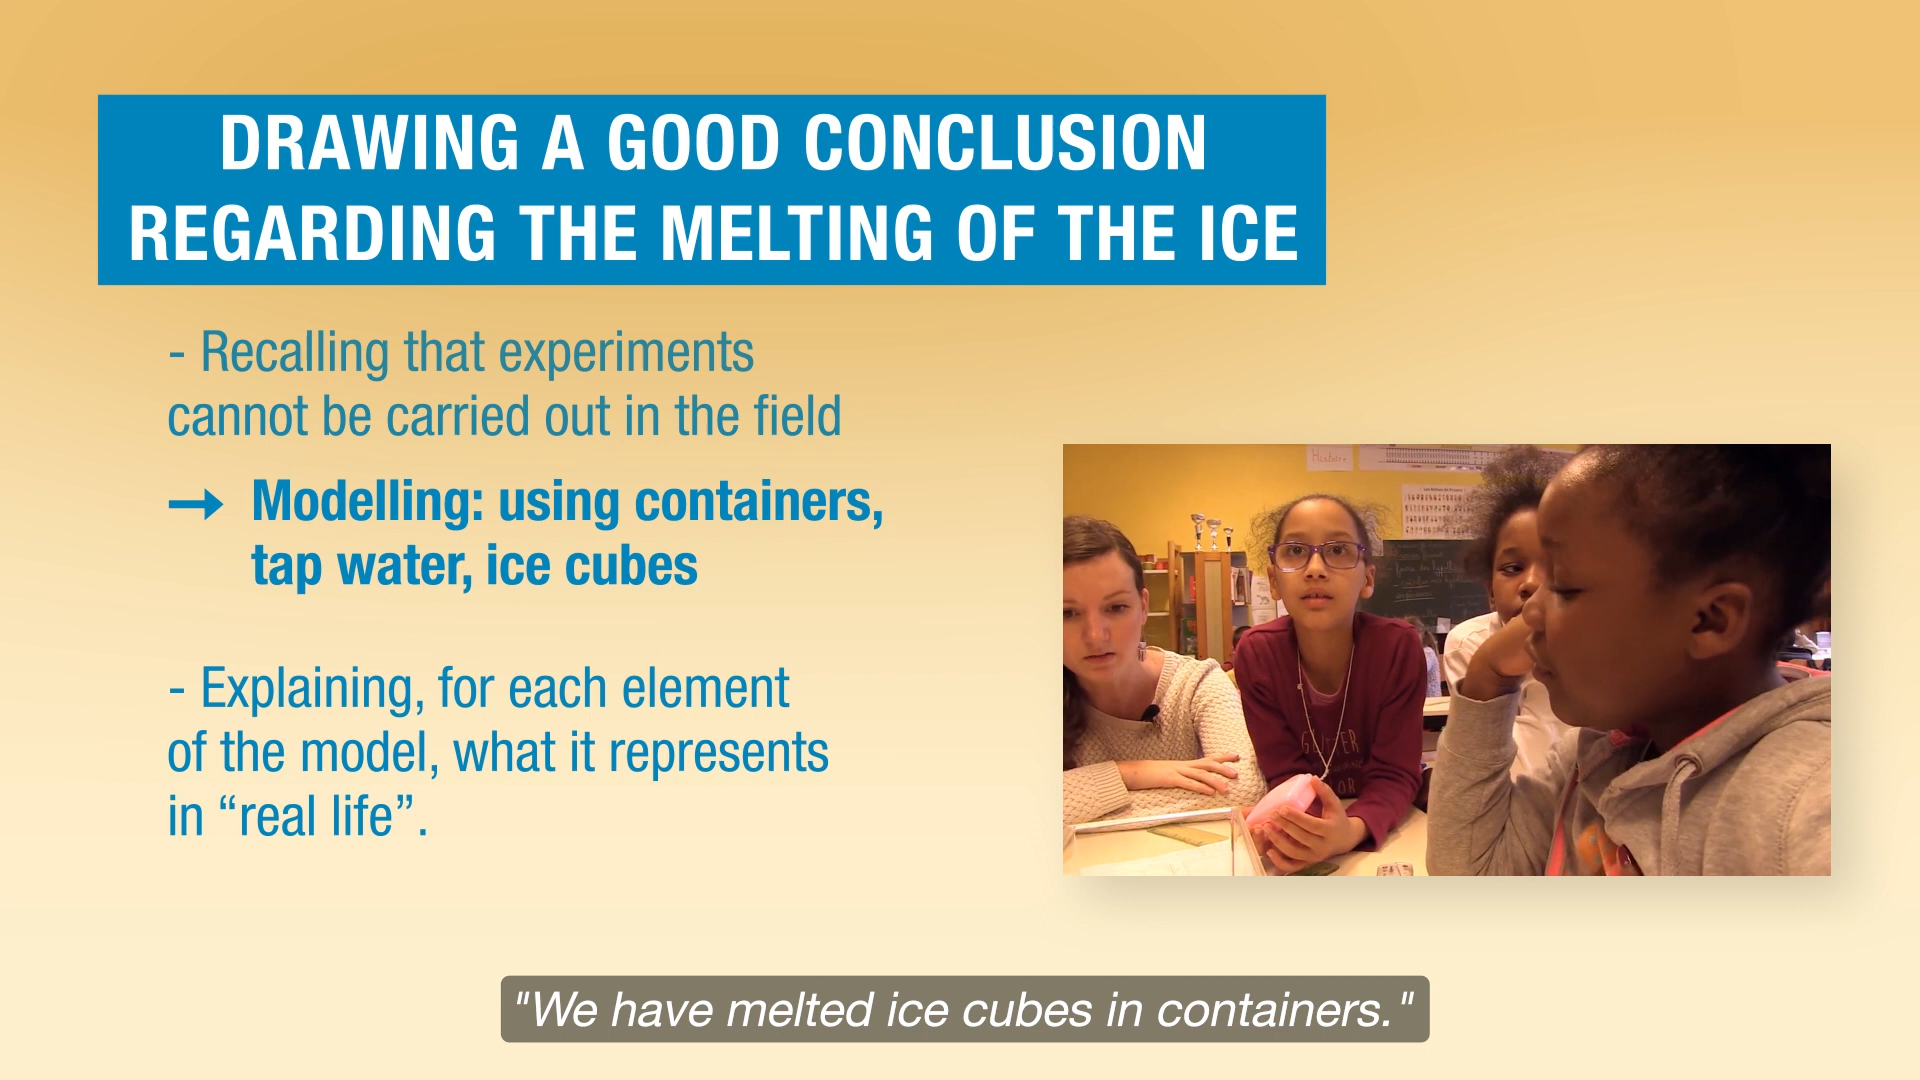 DRAWING A GOOD CONCLUSION
REGARDING THE MELTING OF THE ICE
- Recalling that experiments
cannot be carried out in the field
→ Modelling: using containers,
tap water, ice cubes
- Explaining, for each element
of the model, what it represents
in “real life”.
Histoire
"We have melted ice cubes in containers."